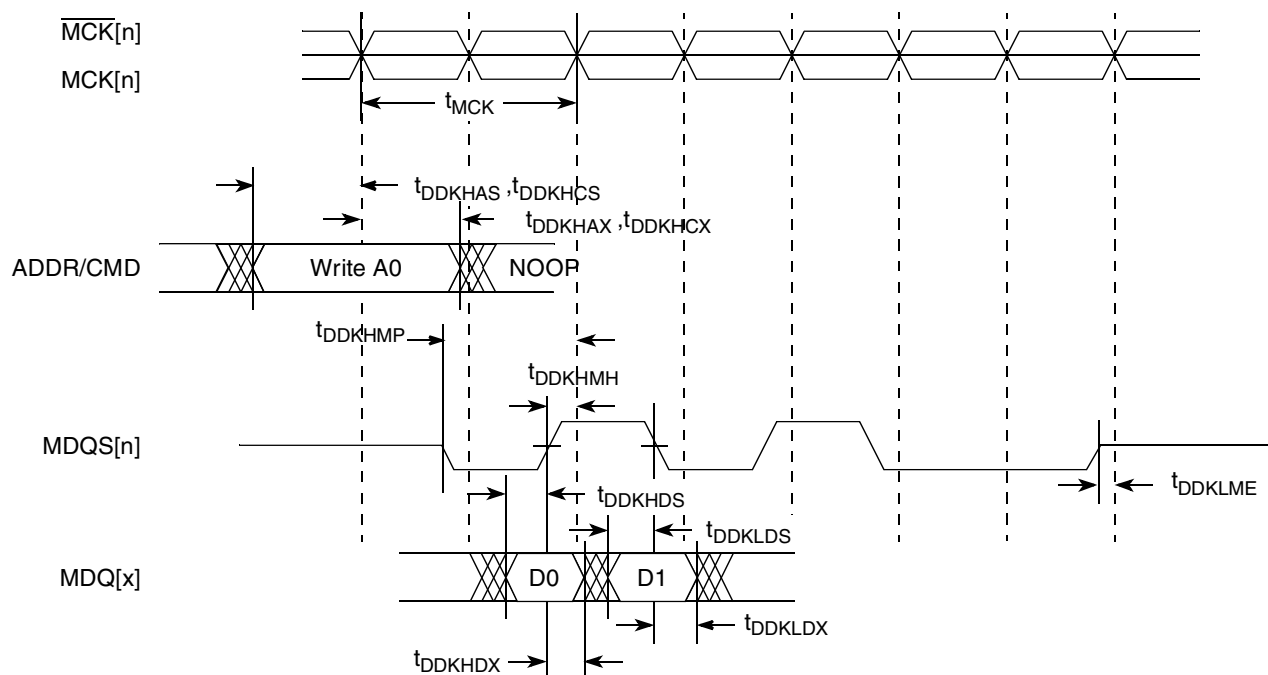 MCK[n]
MCK[n]
tMCK
tDDKHAS ,tDDKHCS
tDDKHAX ,tDDKHCX
ADDR/CMD
Write A0
NOOP
tDDKHMP
tDDKHMH
MDQS[n]
tDDKHDS
tDDKLME
tDDKLDS
MDQ[x]
D0
D1
tDDKLDX
tDDKHDX